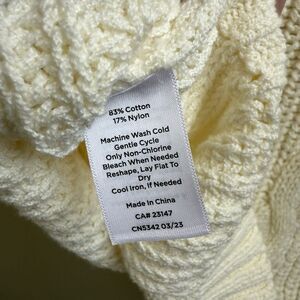 83% Cotton
17% Nylon
Machine Wash Cold
Gentle Cycle
Only Non-Chlorine
Bleach When Needed
Reshape, Lay Flat To
Dry
Cool Iron, If Needed
Made in China
CA# 23147
CN5342 03/23